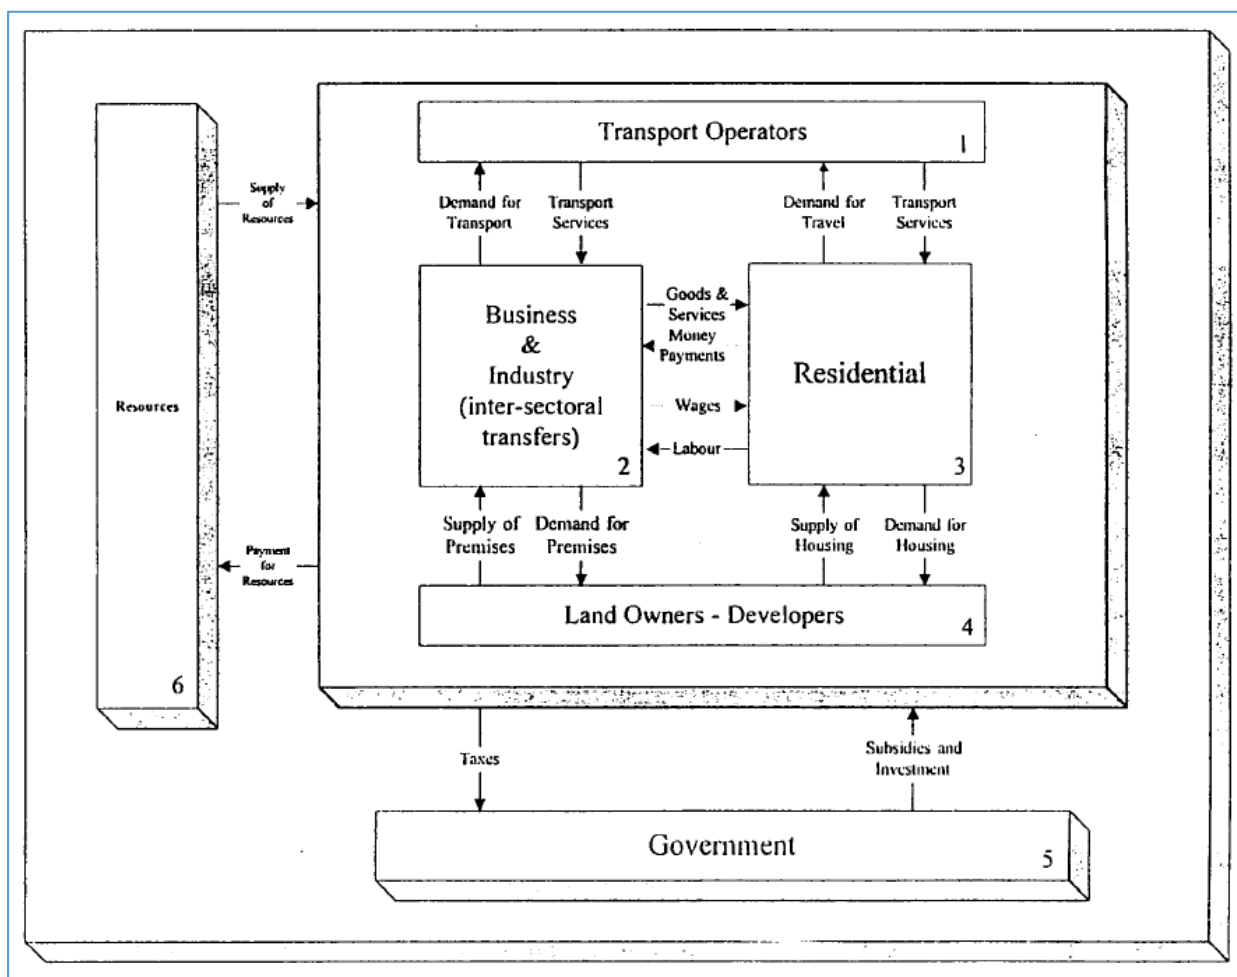 Transport Operators
1
Supply
of
Resources
Demand for
Transport
Transport
Services
Demand for
Travel
Transport
Services
Business
&
Industry
(inter-sectoral
transfers)
2
Goods &
Services
Money
Payments
Wages
Labour
Residential
3
Resources
6
Supply of
Premises
Demand for
Premises
Supply of
Housing
Demand for
Housing
Payment
for
Resources
Land Owners - Developers
4
Taxes
Subsidies and
Investment
Government
5